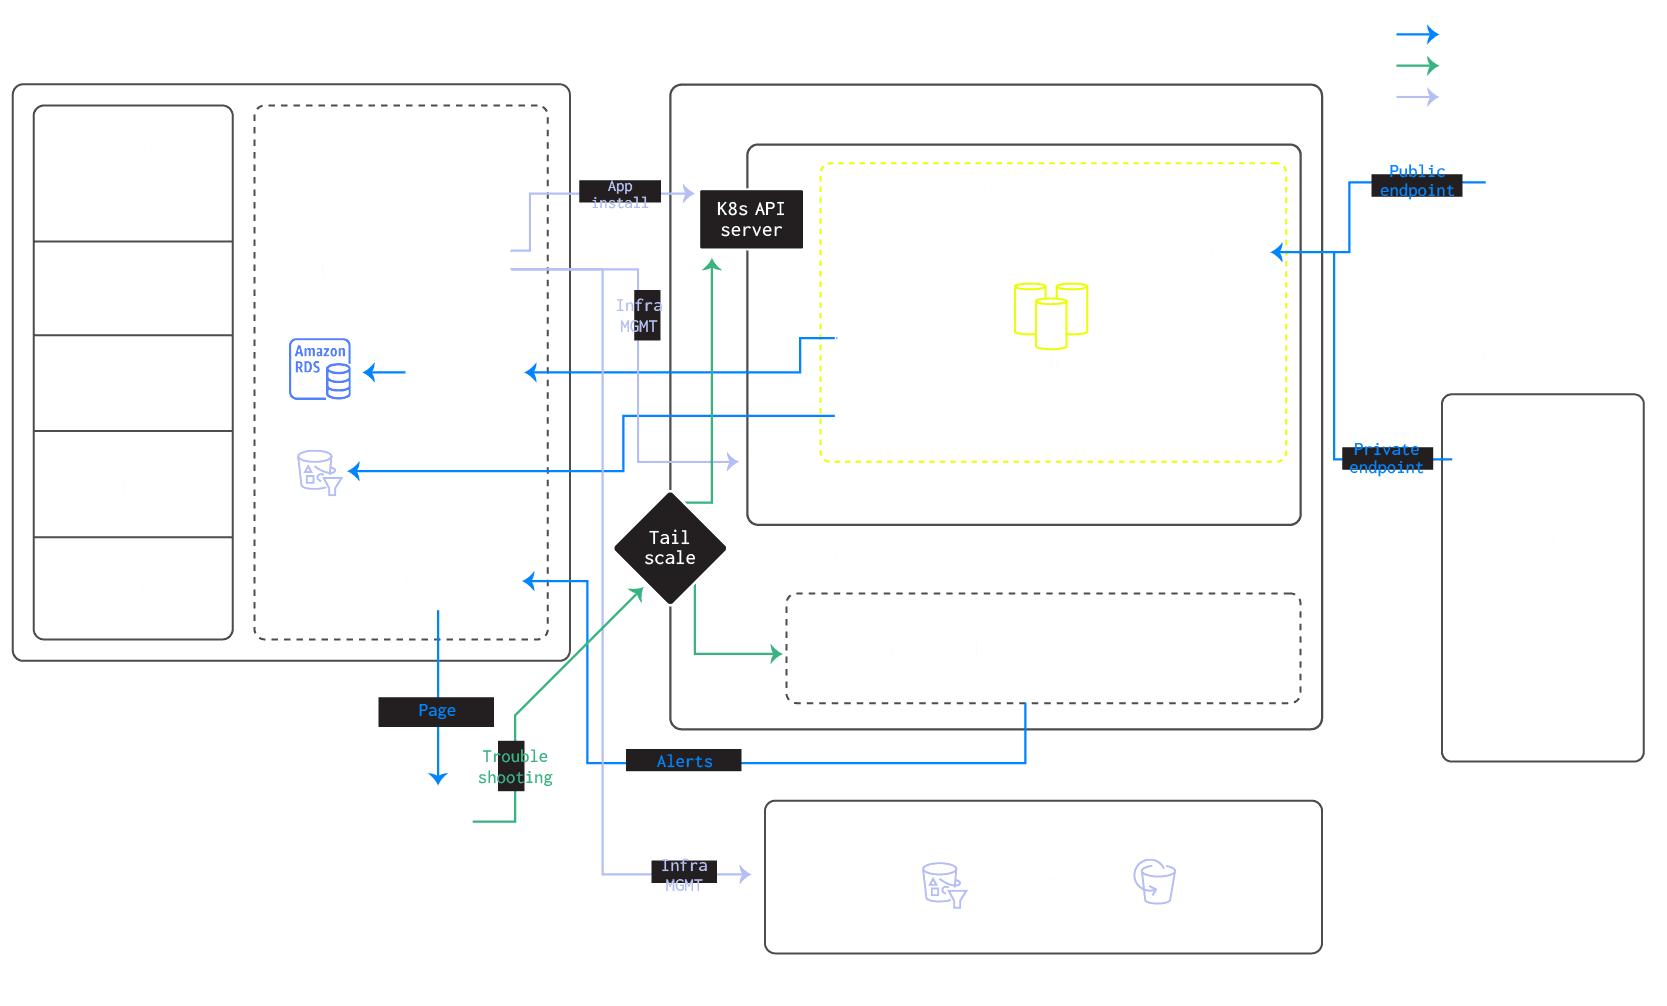 App
install
K8s API
server
Public
endpoint
Infra
MGMT
Amazon
RDS
Private
endpoint
Tail
scale
Page
Trouble
shooting
Alerts
Infra
MGMT